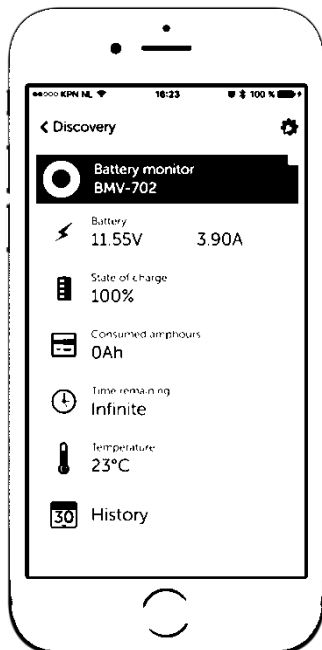 KPN NL 16:23 100 %
Discovery
Battery monitor
BMV-702
Battery
11.55V 3.90A
State of charge
100%
Consumed amphours
0Ah
Time remaining
Infinite
Temperature
23°C
30 History